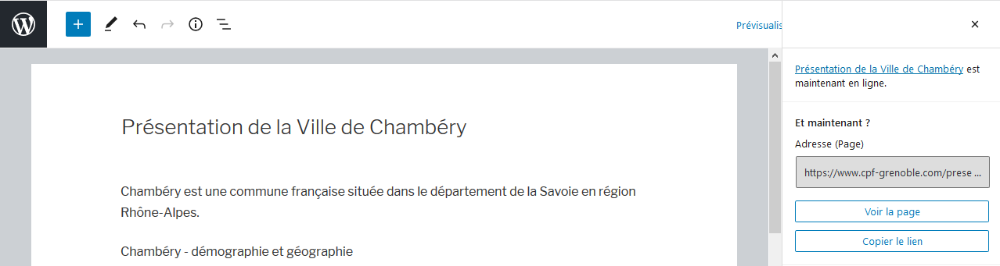 Prévisualis
Présentation de la Ville de Chambéry est
maintenant en ligne.
Présentation de la Ville de Chambéry
Chambéry est une commune française située dans le département de la Savoie en région
Rhône-Alpes.
Chambéry - démographie et géographie
Et maintenant ?
Adresse (Page)
https://www.cpf-grenoble.com/prese ...
Voir la page
Copier le lien